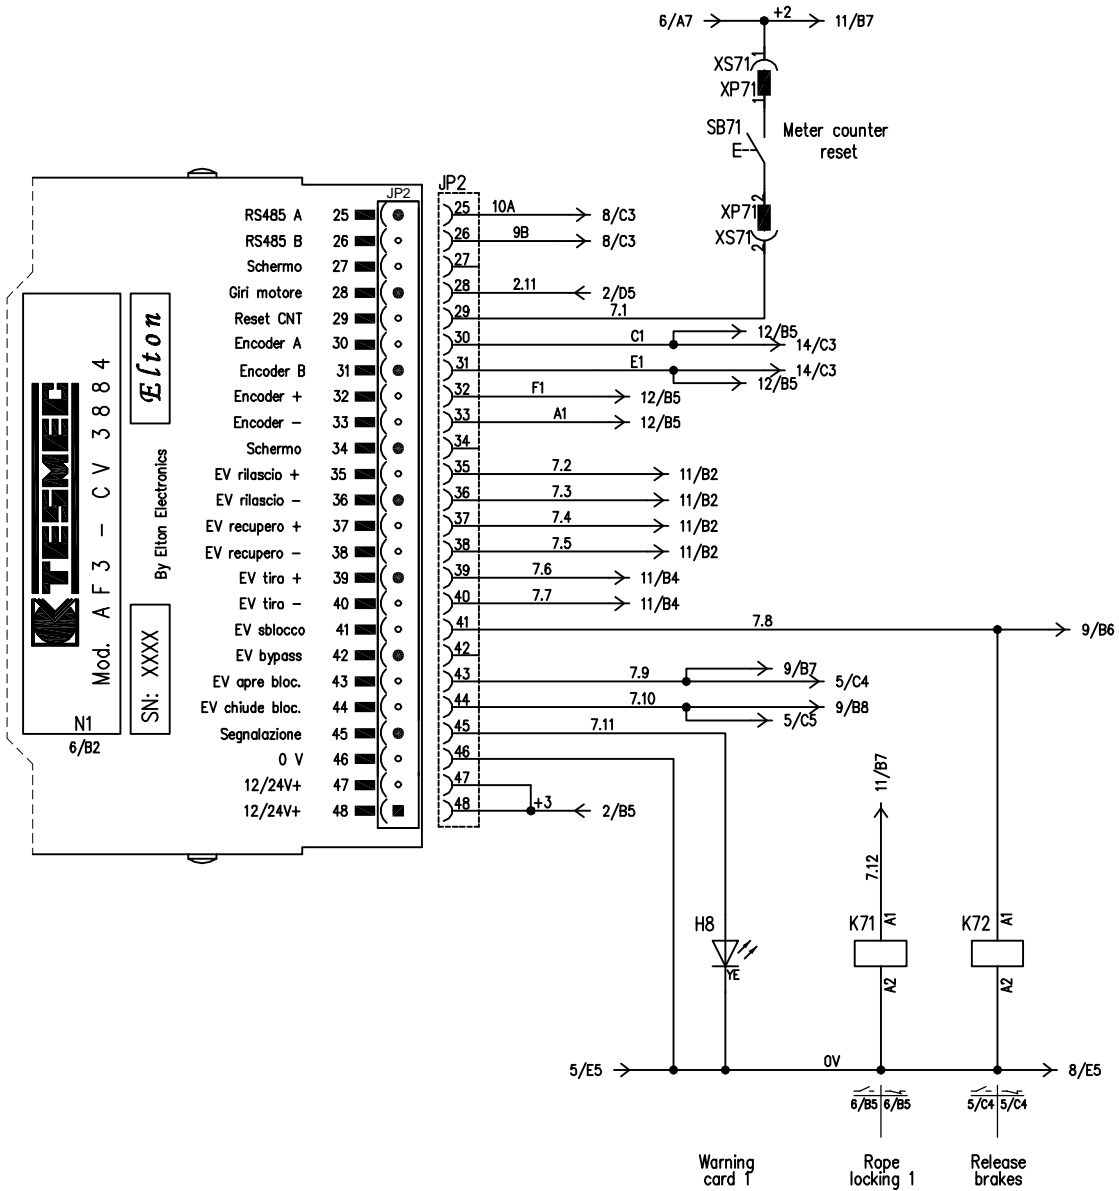 6/A7
+2
11/B7
1
XS71
XP71
1
SB71
E
Meter counter
reset
2
XP71
XS71
2
JP2
JP2
RS485 A 25 25 10A 8/C3
RS485 B 26 26 9B 8/C3
Schermo 27 27
Giri motore 28 28 2.11 2/D5
Reset CNT 29 29 7.1
Encoder A 30 30 C1 12/B5 14/C3
Encoder B 31 31 E1 14/C3 12/B5
Encoder + 32 32 F1 12/B5
Encoder - 33 33 A1 12/B5
Schermo 34 34
EV rilascio + 35 35 7.2 11/B2
EV rilascio - 36 36 7.3 11/B2
EV recupero + 37 37 7.4 11/B2
EV recupero - 38 38 7.5 11/B2
EV tira + 39 39 7.6 11/B4
EV tira - 40 40 7.7 11/B4
EV sblocco 41 41 7.8 9/B6
EV bypass 42 42
EV apre bloc. 43 43 7.9 9/B7 5/C4
EV chiude bloc. 44 44 7.10 9/B8 5/C5
Segnalazione 45 45 7.11
0 V 46 46
12/24V+ 47 47
12/24V+ 48 48 +3 2/B5
TESMEC
Mod. AF3 - CV 3884
Elton
By Elton Electronics
SN: XXXX
N1
6/B2
11/B7
7.12
H8
YE
K71
A1
A2
K72
A1
A2
5/E5
0V
8/E5
6/B5 6/B5
5/C4 5/C4
Warning
card 1
Rope
locking 1
Release
brakes